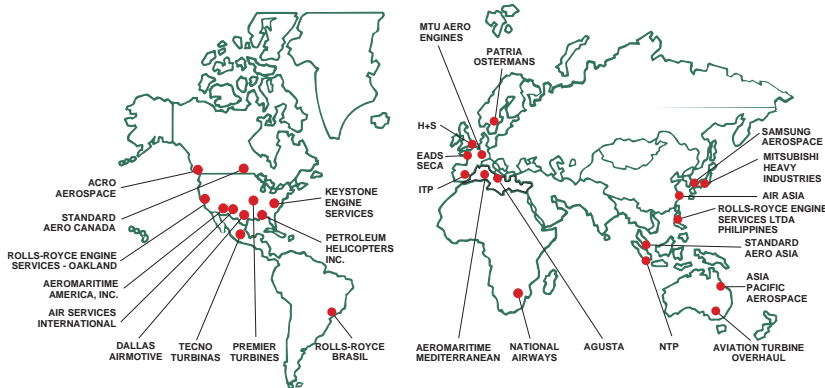 MTU AERO
ENGINES
PATRIA
OSTERMANS
H+S
EADS
SECA
ITP
SAMSUNG
AEROSPACE
MITSUBISHI
HEAVY
INDUSTRIES
AIR ASIA
ROLLS-ROYCE ENGINE
SERVICES LTDA
PHILIPPINES
STANDARD
AERO ASIA
ASIA
PACIFIC
AEROSPACE
ACRO
AEROSPACE
STANDARD
AERO CANADA
ROLLS-ROYCE ENGINE
SERVICES - OAKLAND
AEROMARITIME
AMERICA, INC.
AIR SERVICES
INTERNATIONAL
KEYSTONE
ENGINE
SERVICES
PETROLEUM
HELICOPTERS
INC.
DALLAS
AIRMOTIVE
TECNO
TURBINAS
PREMIER
TURBINES
ROLLS-ROYCE
BRASIL
AEROMARITIME
MEDITERRANEAN
NATIONAL
AIRWAYS
AGUSTA
NTP
AVIATION TURBINE
OVERHAUL